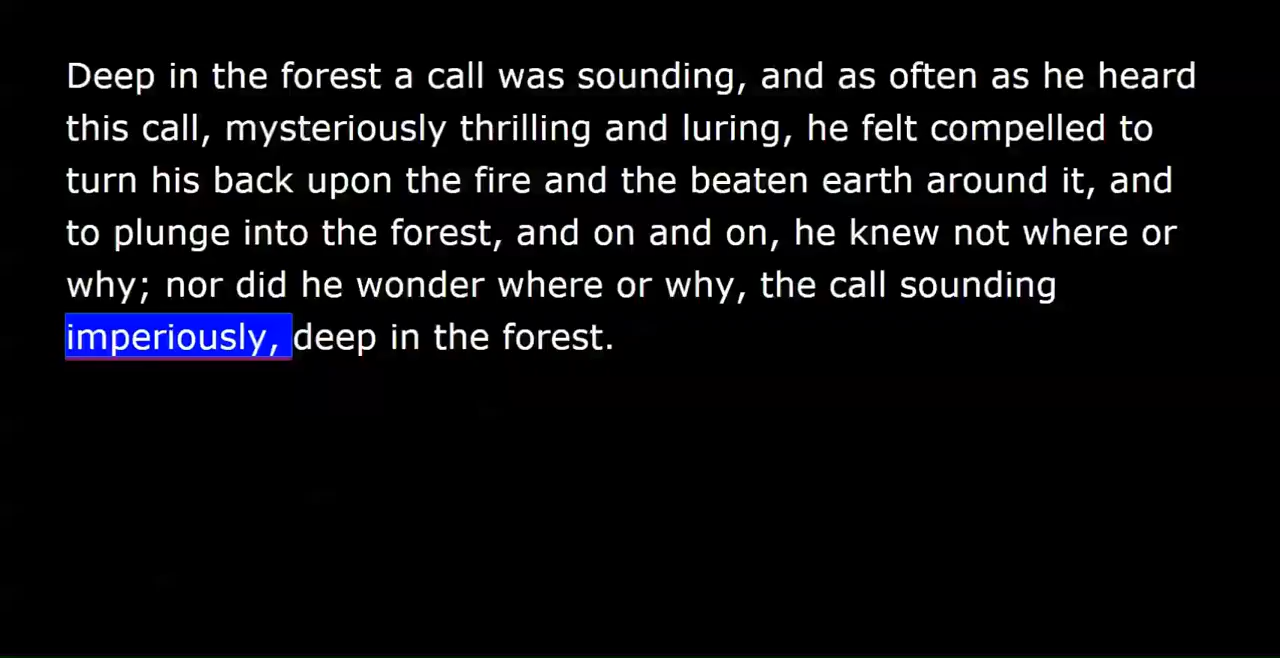 Deep in the forest a call was sounding, and as often as he heard
this call, mysteriously thrilling and luring, he felt compelled to
turn his back upon the fire and the beaten earth around it, and
to plunge into the forest, and on and on, he knew not where or
why; nor did he wonder where or why, the call sounding
imperiously, deep in the forest.